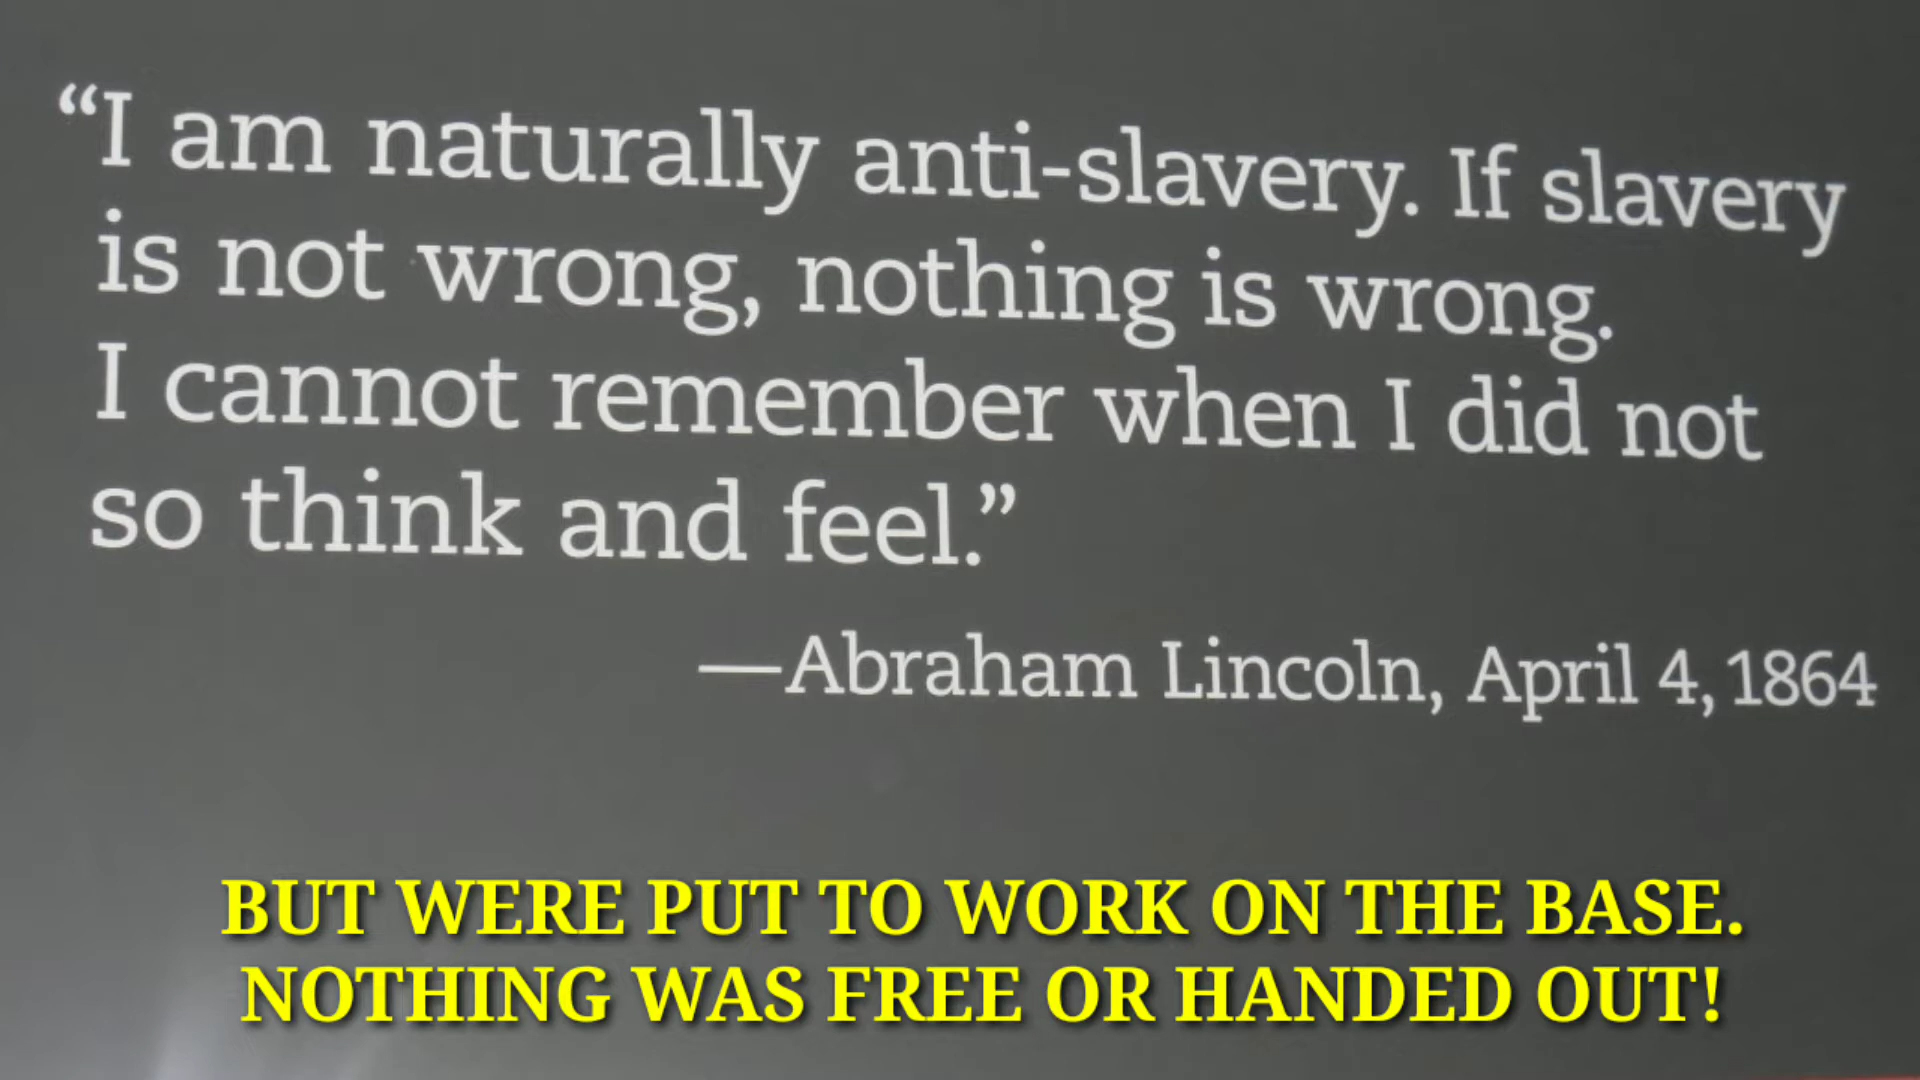 “I am naturally anti-slavery. If slavery
is not wrong, nothing is wrong.
I cannot remember when I did not
so think and feel.”
—Abraham Lincoln, April 4, 1864
BUT WERE PUT TO WORK ON THE BASE.
NOTHING WAS FREE OR HANDED OUT!